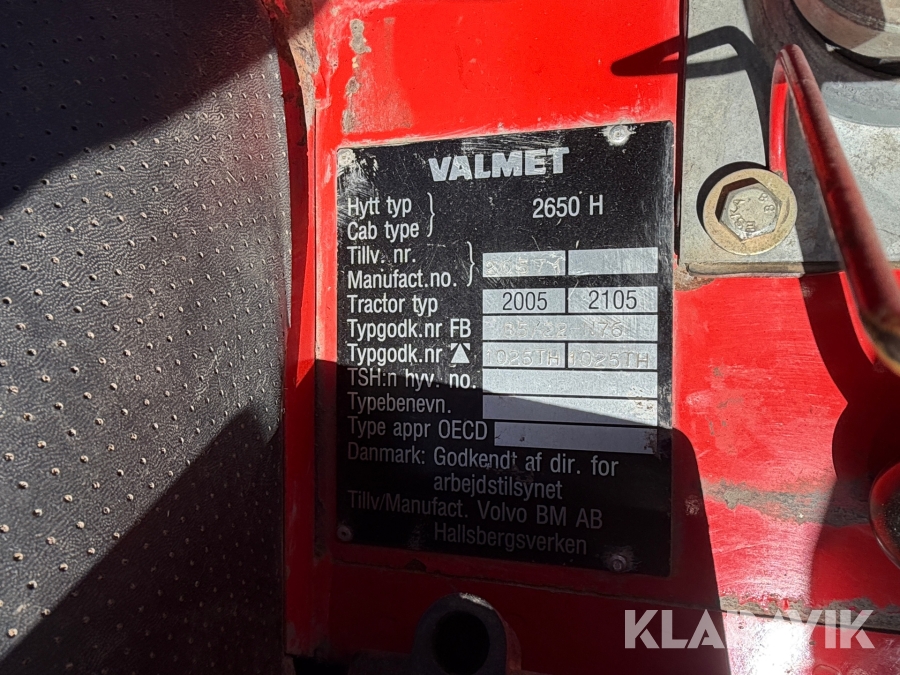 VALMET
Hytt typ
Cab type
2650 H
Tillv. nr.
Manufact.no.
Tractor typ 2005 2105
Typgodk.nr FB
Typgodk.nr 1025TH 1025TH
TSH:n hyv. no.
Typebenevn.
Type appr OECD
Danmark: Godkendt af dir. for
arbejdstilsynet
Tillv/Manufact. Volvo BM AB
Hallsbergsverken
KLARAVIK